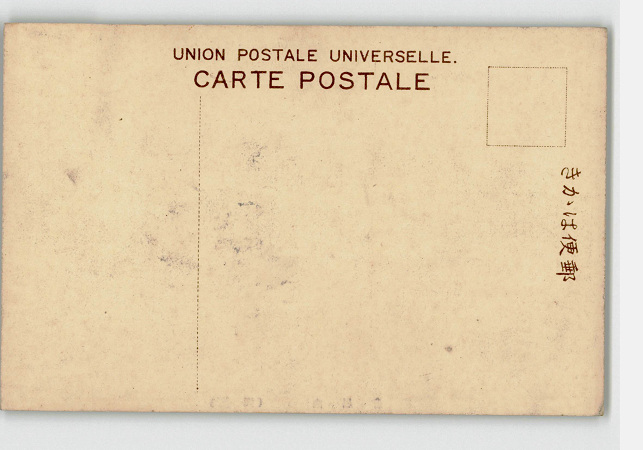 UNION POSTALE UNIVERSELLE.
CARTE POSTALE
きかは便郵